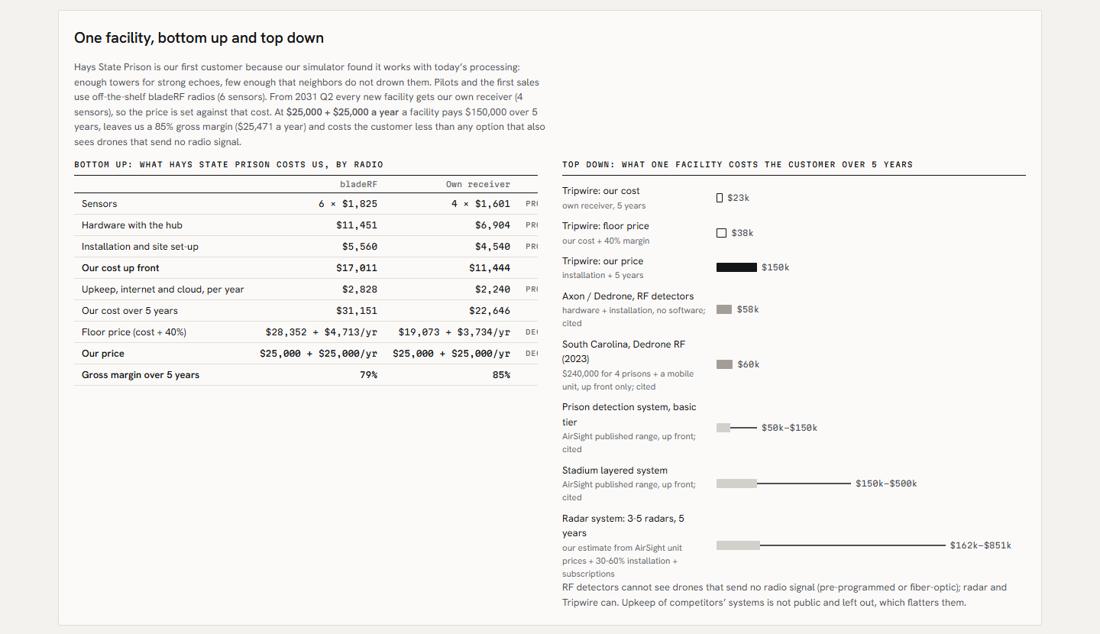 One facility, bottom up and top down
Hays State Prison is our first customer because our simulator found it works with today's processing:
enough towers for strong echoes, few enough that neighbors do not drown them. Pilots and the first sales
use off-the-shelf bladeRF radios (6 sensors). From 2031 Q2 every new facility gets our own receiver (4
sensors), so the price is set against that cost. At $25,000 + $25,000 a year a facility pays $150,000 over 5
years, leaves us a 85% gross margin ($25,471 a year) and costs the customer less than any option that also
sees drones that send no radio signal.
BOTTOM UP: WHAT HAYS STATE PRISON COSTS US, BY RADIO
bladeRF Own receiver
Sensors 6 × $1,825 4 × $1,601
Hardware with the hub $11,451 $6,904
Installation and site set-up $5,560 $4,540
Our cost up front $17,011 $11,444
Upkeep, internet and cloud, per year $2,828 $2,240
Our cost over 5 years $31,151 $22,646
Floor price (cost + 40%) $28,352 + $4,713/yr $19,073 + $3,734/yr
Our price $25,000 + $25,000/yr $25,000 + $25,000/yr
Gross margin over 5 years 79% 85%
TOP DOWN: WHAT ONE FACILITY COSTS THE CUSTOMER OVER 5 YEARS
Tripwire: our cost
own receiver, 5 years
$23k
Tripwire: floor price
our cost + 40% margin
$38k
Tripwire: our price
installation + 5 years
$150k
Axon / Dedrone, RF detectors
hardware + installation, no software;
cited
$58k
South Carolina, Dedrone RF
(2023)
$240,000 for 4 prisons + a mobile
unit, up front only; cited
$60k
Prison detection system, basic
tier
AirSight published range, up front;
cited
$50k–$150k
Stadium layered system
AirSight published range, up front;
cited
$150k–$500k
Radar system: 3-5 radars, 5
years
our estimate from AirSight unit
prices + 30-60% installation +
subscriptions
$162k–$851k
RF detectors cannot see drones that send no radio signal (pre-programmed or fiber-optic); radar and
Tripwire can. Upkeep of competitors' systems is not public and left out, which flatters them.